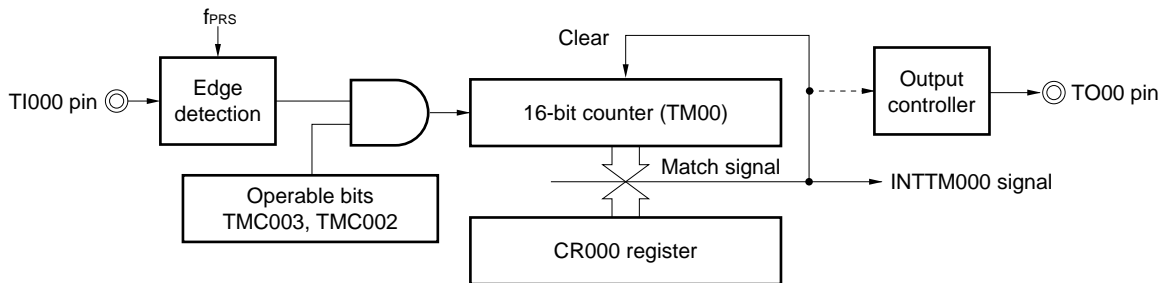 fPRS
Clear
TI000 pin
Edge
detection
16-bit counter (TM00)
Output
controller
TO00 pin
Match signal
INTTM000 signal
Operable bits
TMC003, TMC002
CR000 register